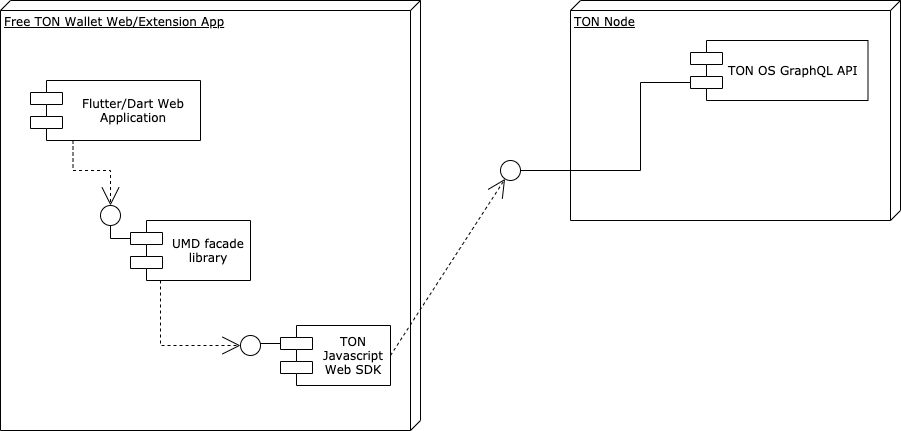 Free TON Wallet Web/Extension App
TON Node
TON OS GraphQL API
Flutter/Dart Web
Application
UMD facade
library
TON
Javascript
Web SDK